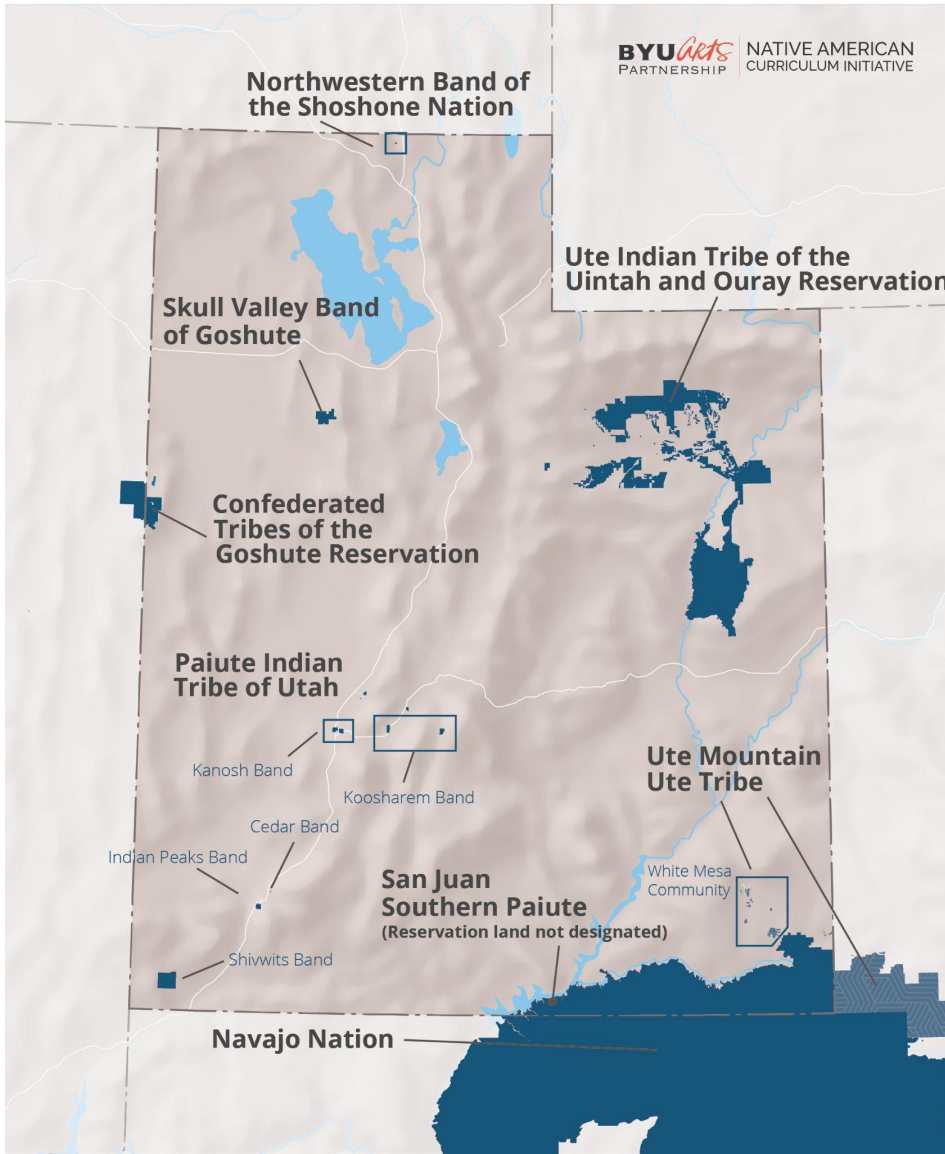 BYU ARTS
PARTNERSHIP
NATIVE AMERICAN
CURRICULUM INITIATIVE
Northwestern Band of
the Shoshone Nation
Ute Indian Tribe of the
Uintah and Ouray Reservation
Skull Valley Band
of Goshute
Confederated
Tribes of the
Goshute Reservation
Paiute Indian
Tribe of Utah
Kanosh Band
Koosharem Band
Ute Mountain
Ute Tribe
Cedar Band
Indian Peaks Band
White Mesa
Community
San Juan
Southern Paiute
(Reservation land not designated)
Shivwits Band
Navajo Nation